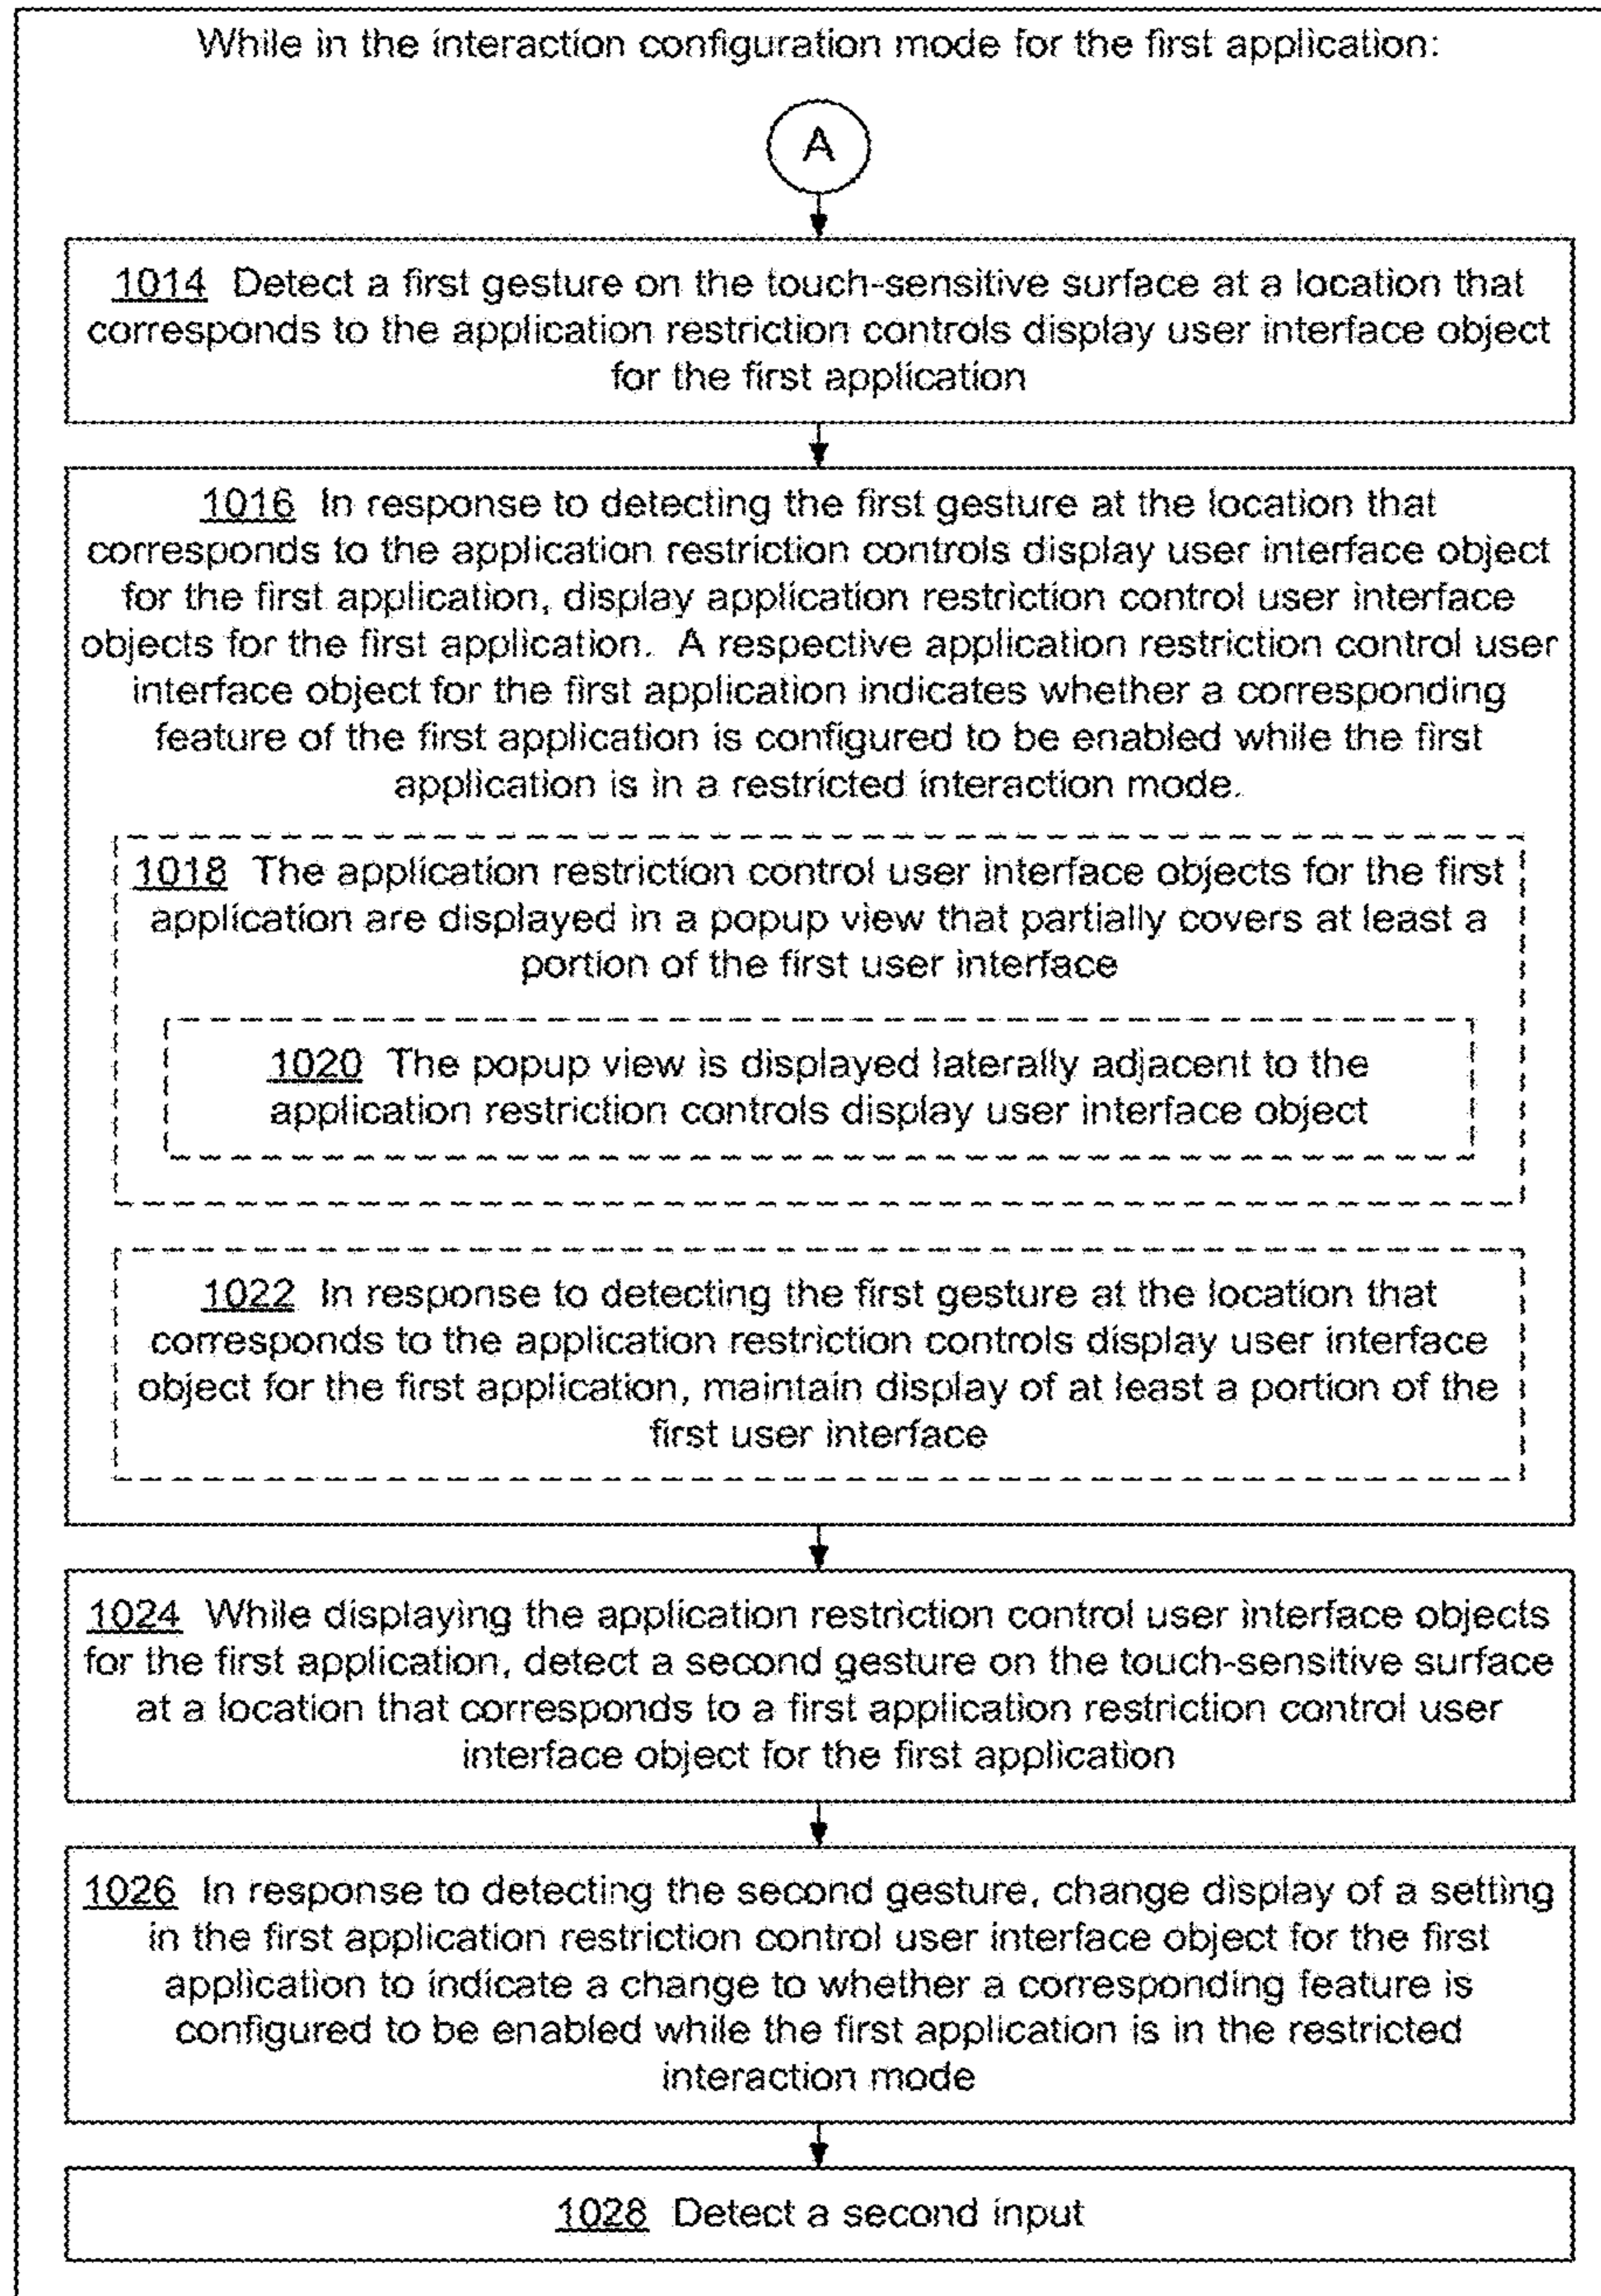 While in the interaction configuration mode for the first application:
A
1014 Detect a first gesture on the touch-sensitive surface at a location that
corresponds to the application restriction controls display user interface object
for the first application
1016 In response to detecting the first gesture at the location that
corresponds to the application restriction controls display user interface object
for the first application, display application restriction control user interface
objects for the first application. A respective application restriction control user
interface object for the first application indicates whether a corresponding
feature of the first application is configured to be enabled while the first
application is in a restricted interaction mode.
1018 The application restriction control user interface objects for the first
application are displayed in a popup view that partially covers at least a
portion of the first user interface
1020 The popup view is displayed laterally adjacent to the
application restriction controls display user interface object
1022 In response to detecting the first gesture at the location that
corresponds to the application restriction controls display user interface
object for the first application, maintain display of at least a portion of the
first user interface
1024 While displaying the application restriction control user interface objects
for the first application, detect a second gesture on the touch-sensitive surface
at a location that corresponds to a first application restriction control user
interface object for the first application
1026 In response to detecting the second gesture, change display of a setting
in the first application restriction control user interface object for the first
application to indicate a change to whether a corresponding feature is
configured to be enabled while the first application is in the restricted
interaction mode
1028 Detect a second input